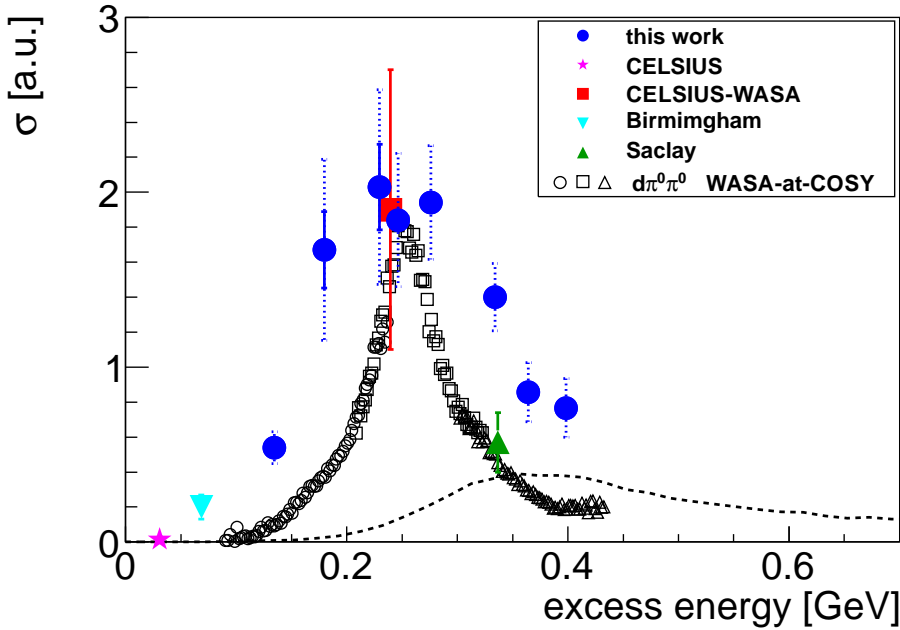 σ [a.u.]
3
2
1
0
0
0.2
0.4
0.6
excess energy [GeV]
this work
CELSIUS
CELSIUS-WASA
Birmimgham
Saclay
dπ⁰π⁰ WASA-at-COSY